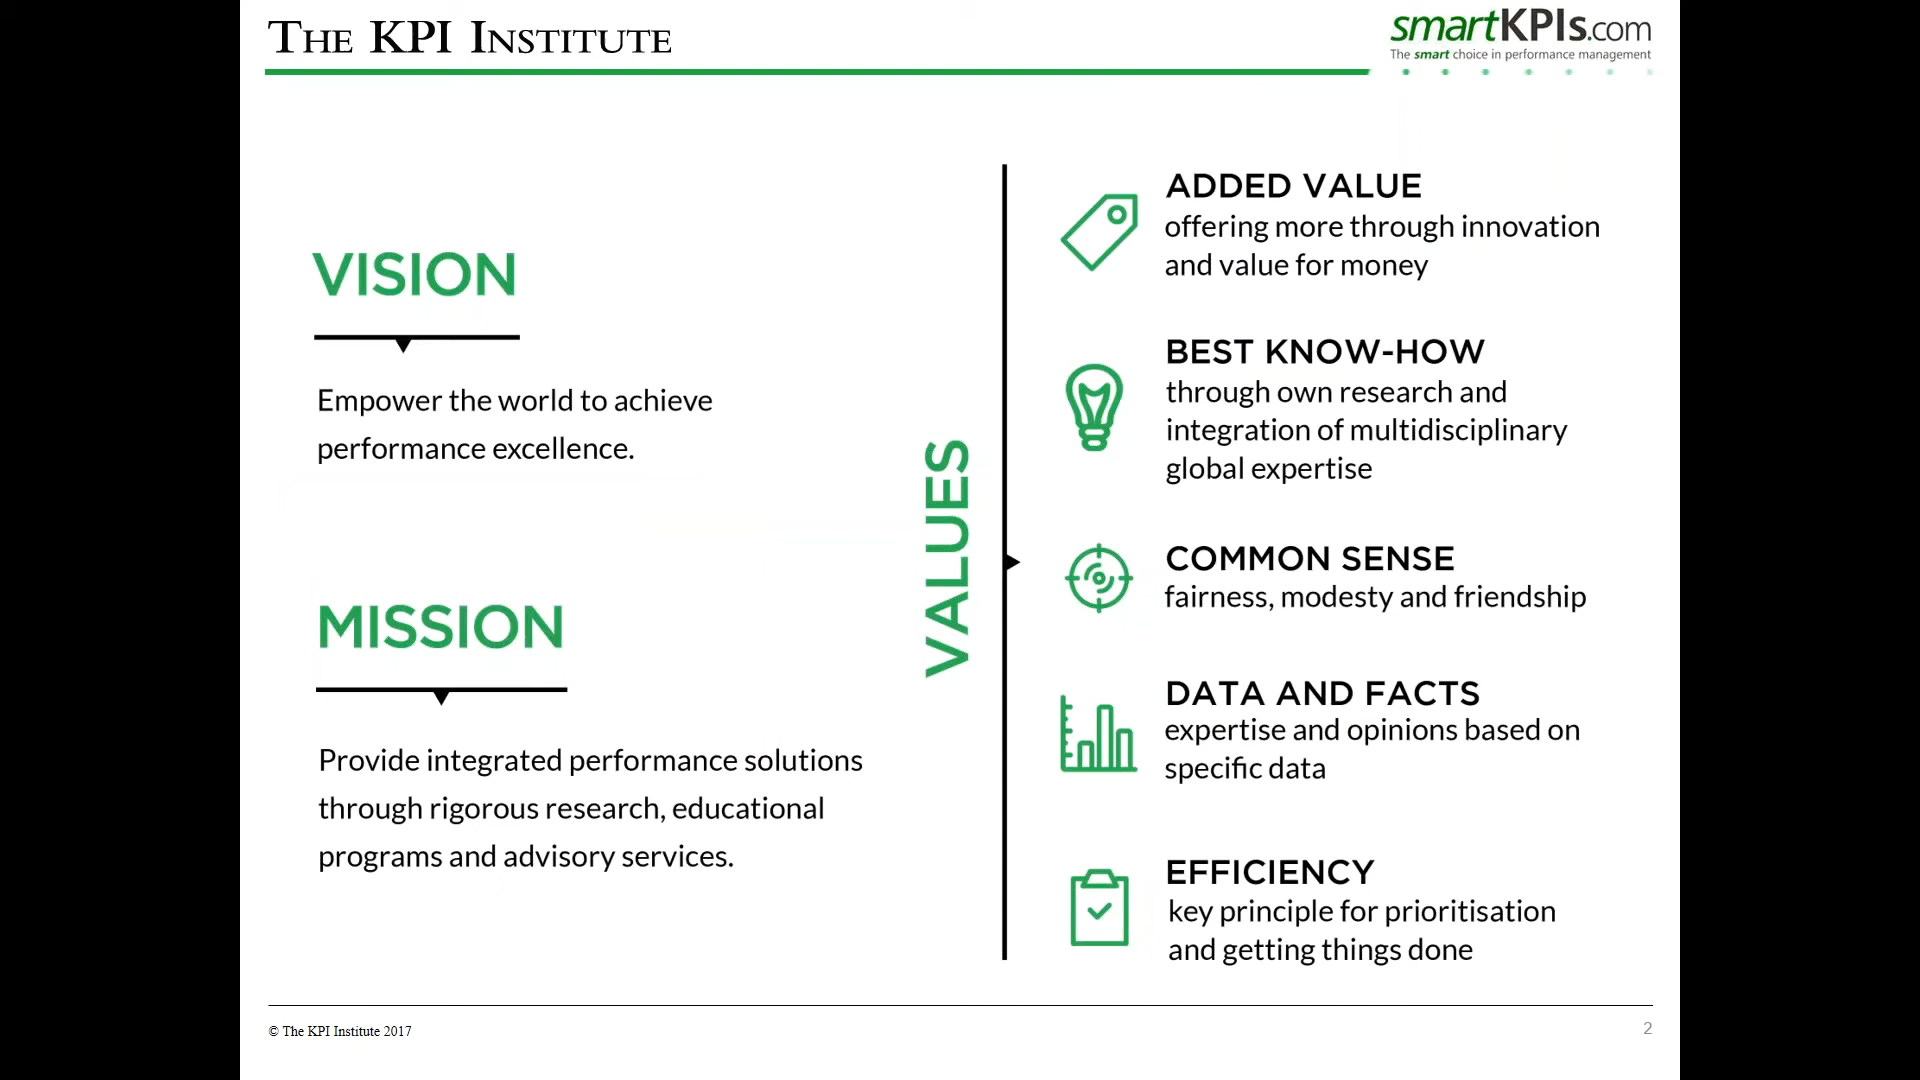 THE KPI INSTITUTE
smartKPIs.com
The smart choice in performance management
VISION
Empower the world to achieve
performance excellence.
MISSION
Provide integrated performance solutions
through rigorous research, educational
programs and advisory services.
VALUES
ADDED VALUE
offering more through innovation
and value for money
BEST KNOW-HOW
through own research and
integration of multidisciplinary
global expertise
COMMON SENSE
fairness, modesty and friendship
DATA AND FACTS
expertise and opinions based on
specific data
EFFICIENCY
key principle for prioritisation
and getting things done
© The KPI Institute 2017
2